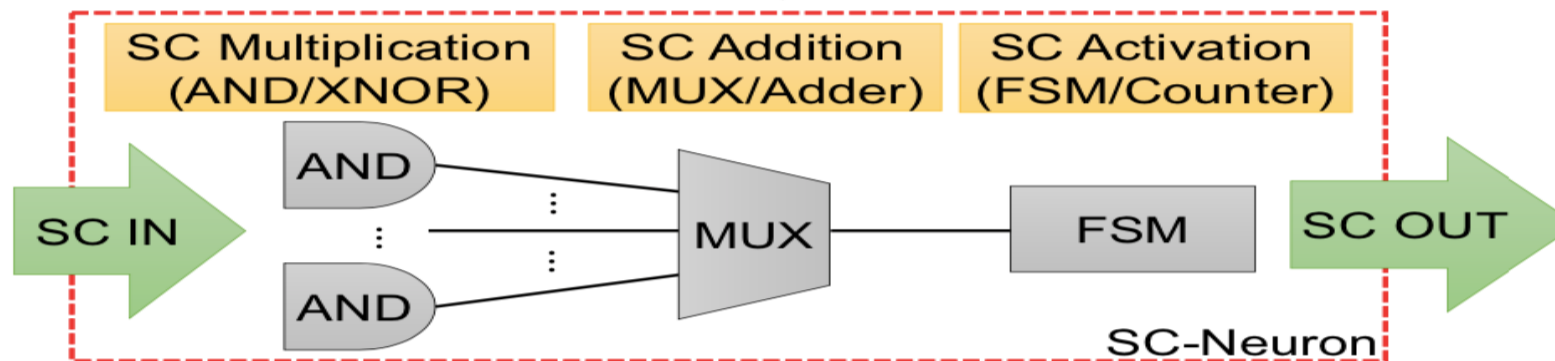 SC Multiplication
(AND/XNOR)
SC Addition
(MUX/Adder)
SC Activation
(FSM/Counter)
SC IN
AND
...
AND
...
...
MUX
FSM
SC OUT
SC-Neuron